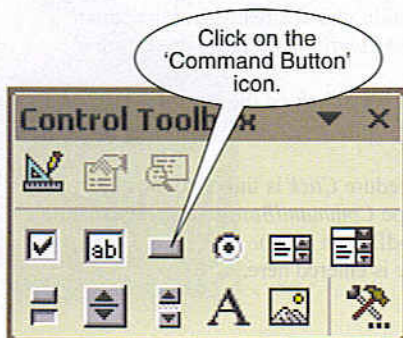 Click on the
'Command Button'
icon.
Control Toolbox
abl
A